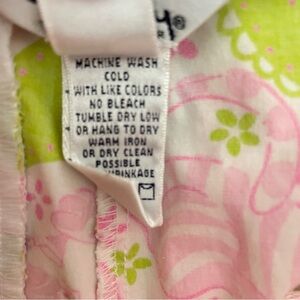 ®
MACHINE WASH
COLD
WITH LIKE COLORS
NO BLEACH
TUMBLE DRY LOW
OR HANG TO DRY
WARM IRON
OR DRY CLEAN
POSSIBLE